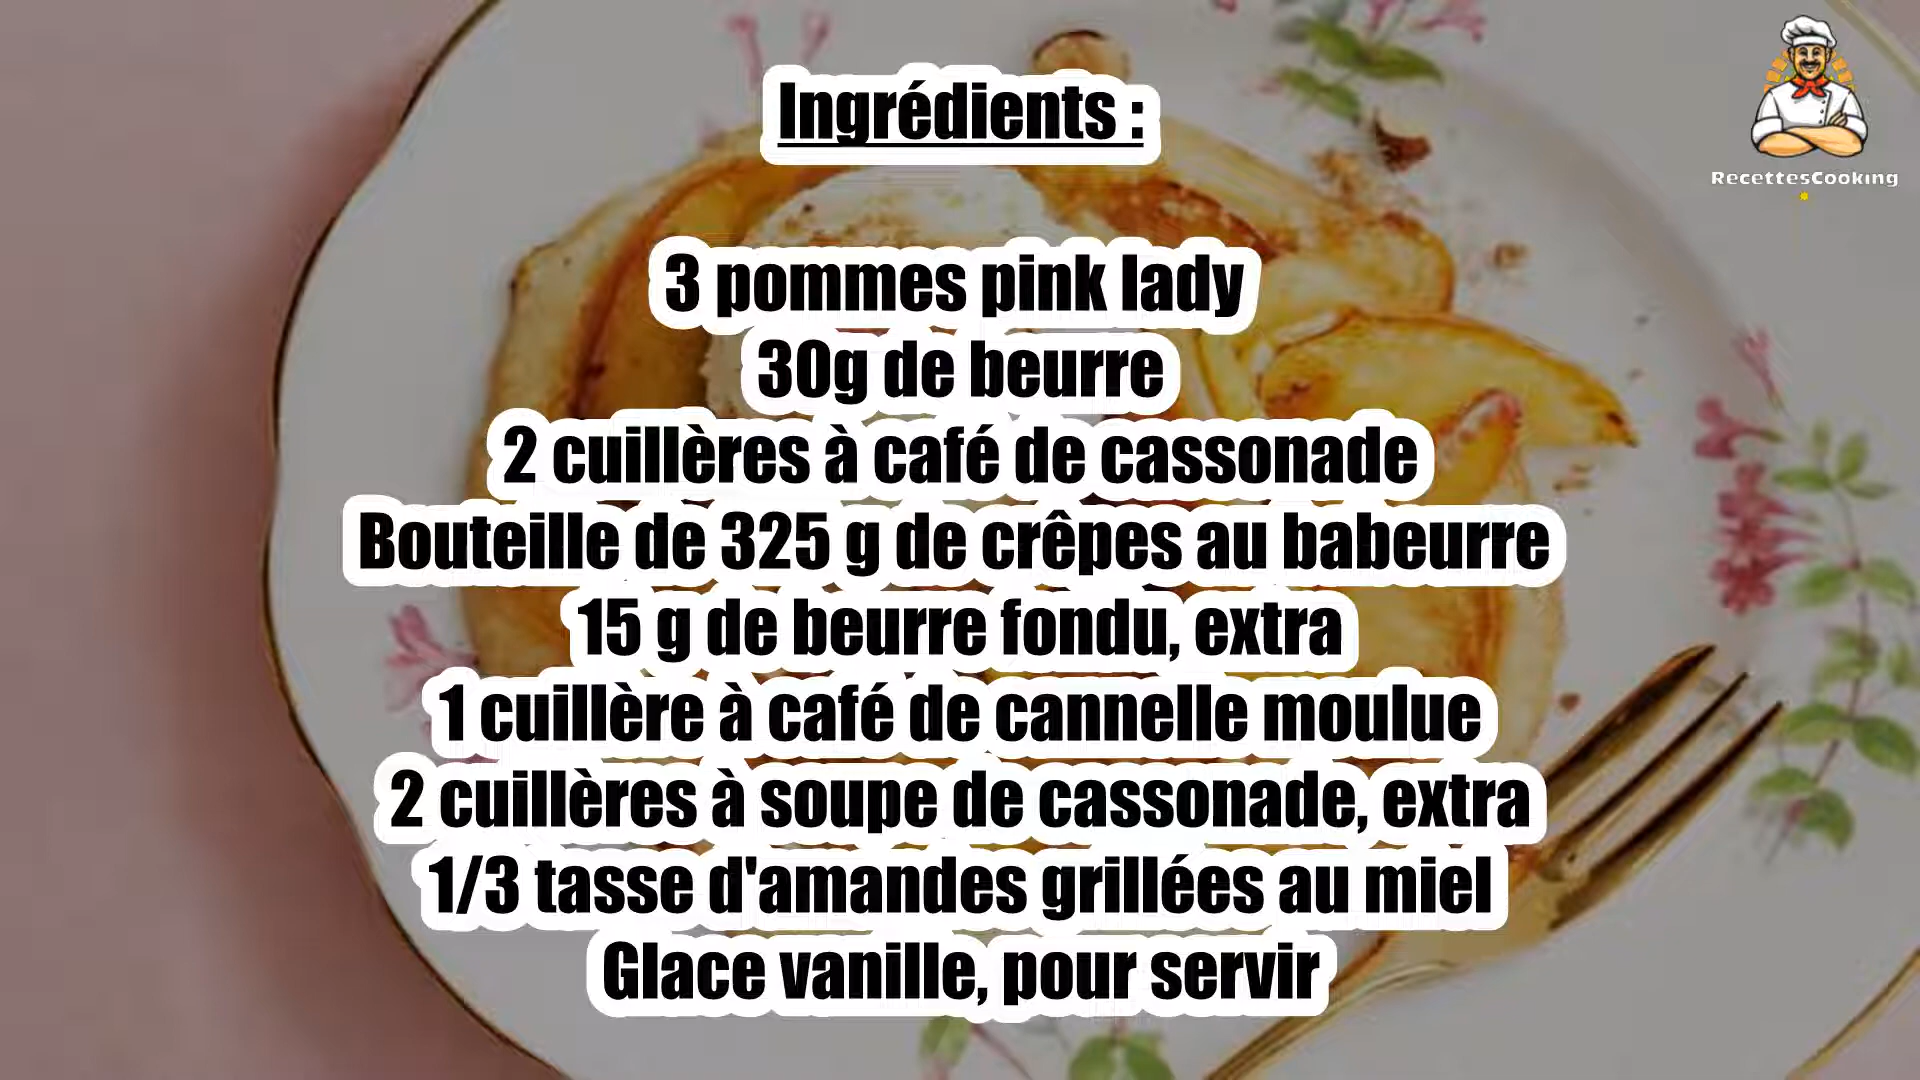 Ingrédients :
RecettesCooking
3 pommes pink lady
30g de beurre
2 cuillères à café de cassonade
Bouteille de 325 g de crêpes au babeurre
15 g de beurre fondu, extra
1 cuillère à café de cannelle moulue
2 cuillères à soupe de cassonade, extra
1/3 tasse d'amandes grillées au miel
Glace vanille, pour servir